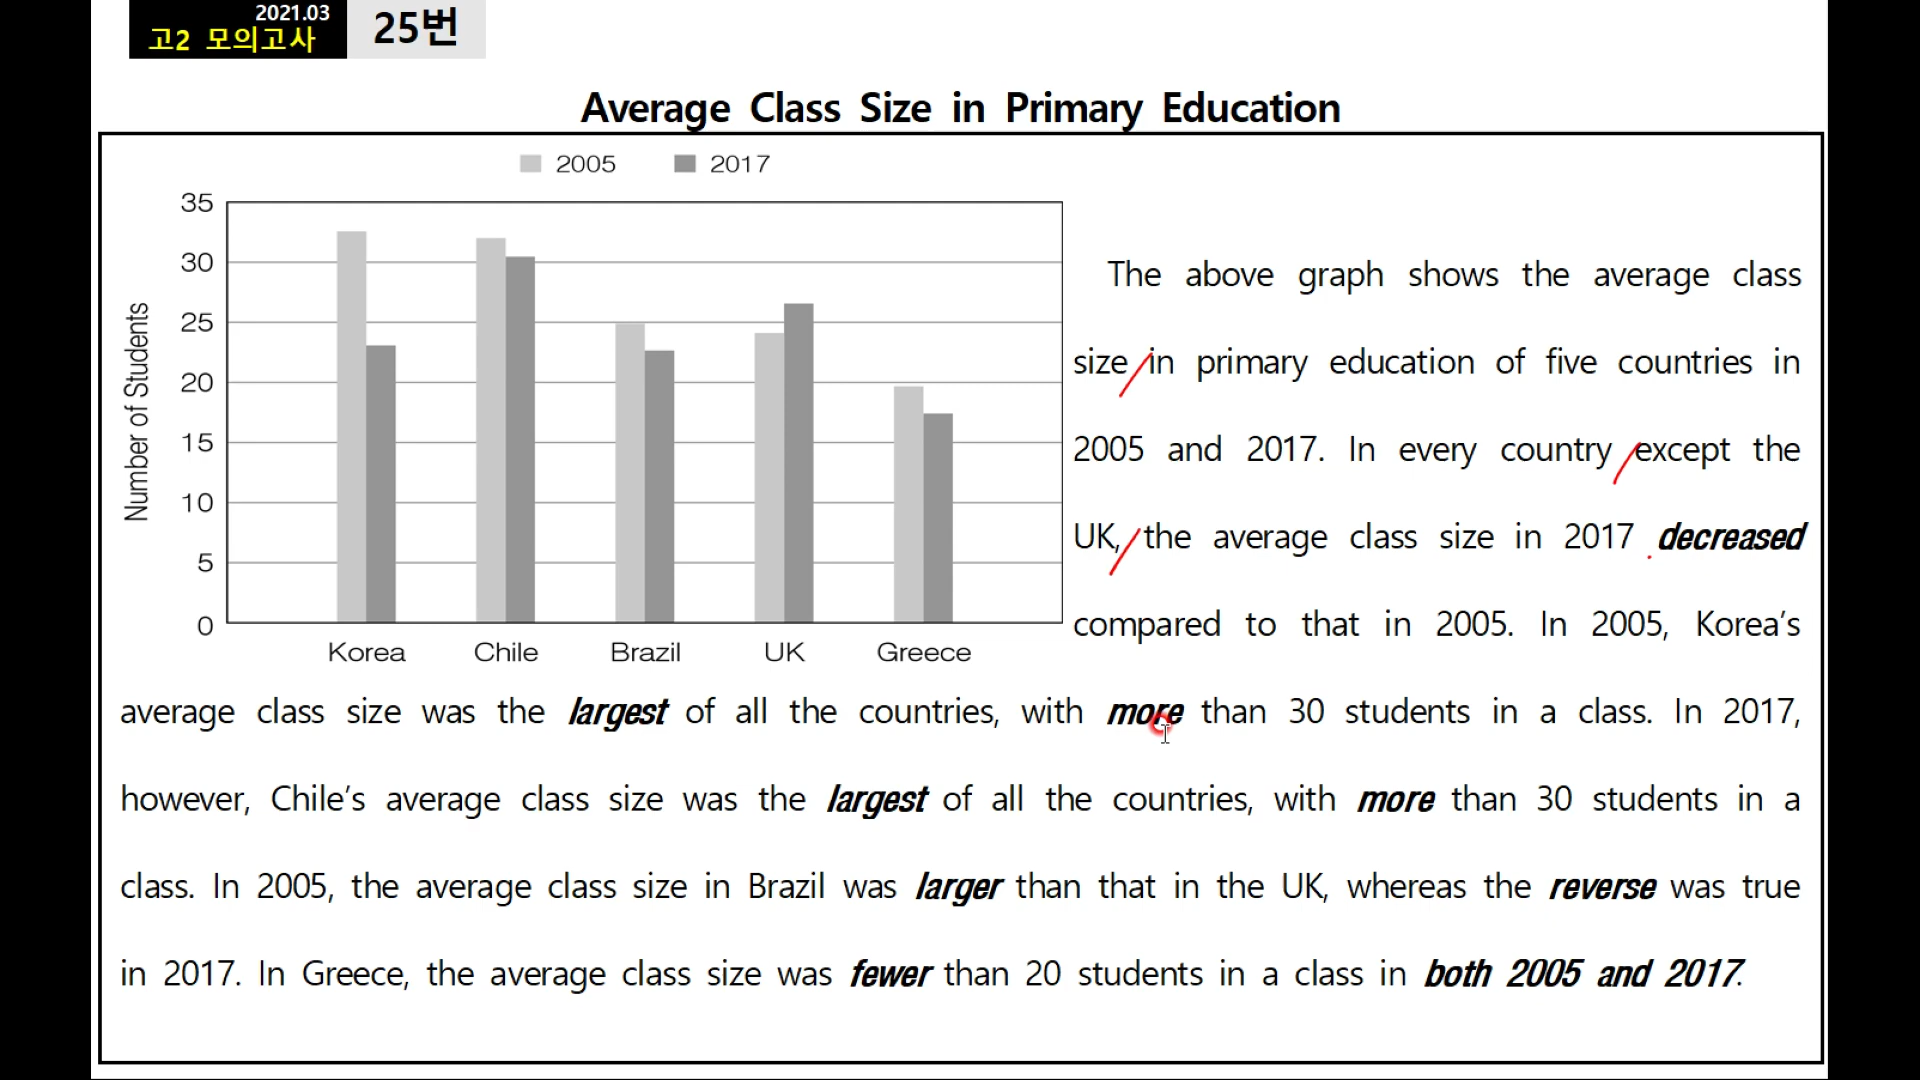 2021.03
고2 모의고사
25번
Average Class Size in Primary Education
2005 2017
35
30
25
20
15
10
5
0
Number of Students
Korea Chile Brazil UK Greece
The above graph shows the average class
size in primary education of five countries in
2005 and 2017. In every country except the
UK, the average class size in 2017 decreased
compared to that in 2005. In 2005, Korea's
average class size was the largest of all the countries, with more than 30 students in a class. In 2017,
however, Chile's average class size was the largest of all the countries, with more than 30 students in a
class. In 2005, the average class size in Brazil was larger than that in the UK, whereas the reverse was true
in 2017. In Greece, the average class size was fewer than 20 students in a class in both 2005 and 2017.